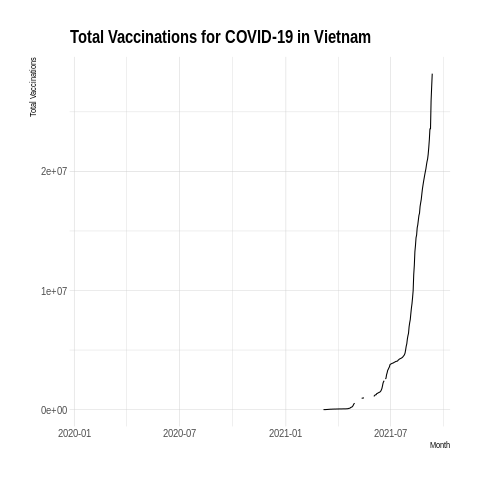 Total Vaccinations for COVID-19 in Vietnam
Total Vaccinations
2e+07
1e+07
0e+00
2020-01 2020-07 2021-01 2021-07
Month